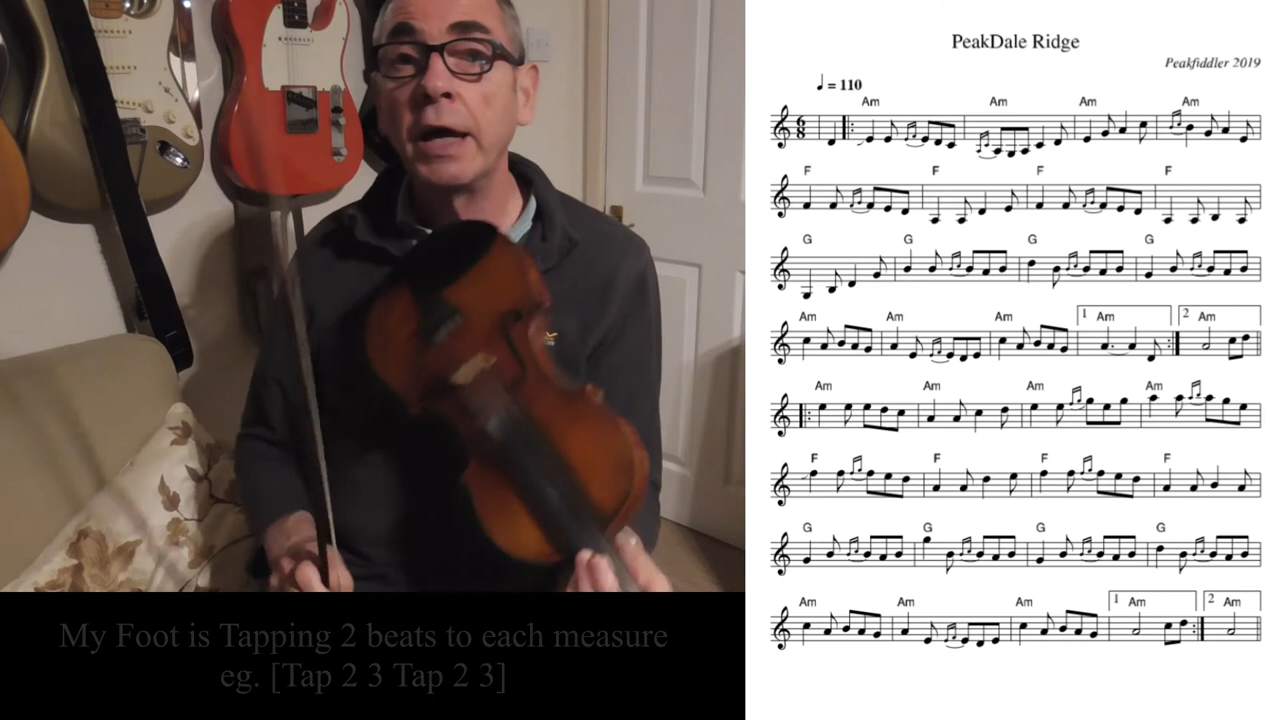 My Foot is Tapping 2 beats to each measure
eg. [Tap 2 3 Tap 2 3]
PeakDale Ridge
Peakfiddler 2019
♩ = 110
Am Am Am Am
6
8
F F F F
G G G G
Am Am Am 1 Am 2 Am
Am Am Am Am
F F F F
G G G G
Am Am Am 1 Am 2 Am